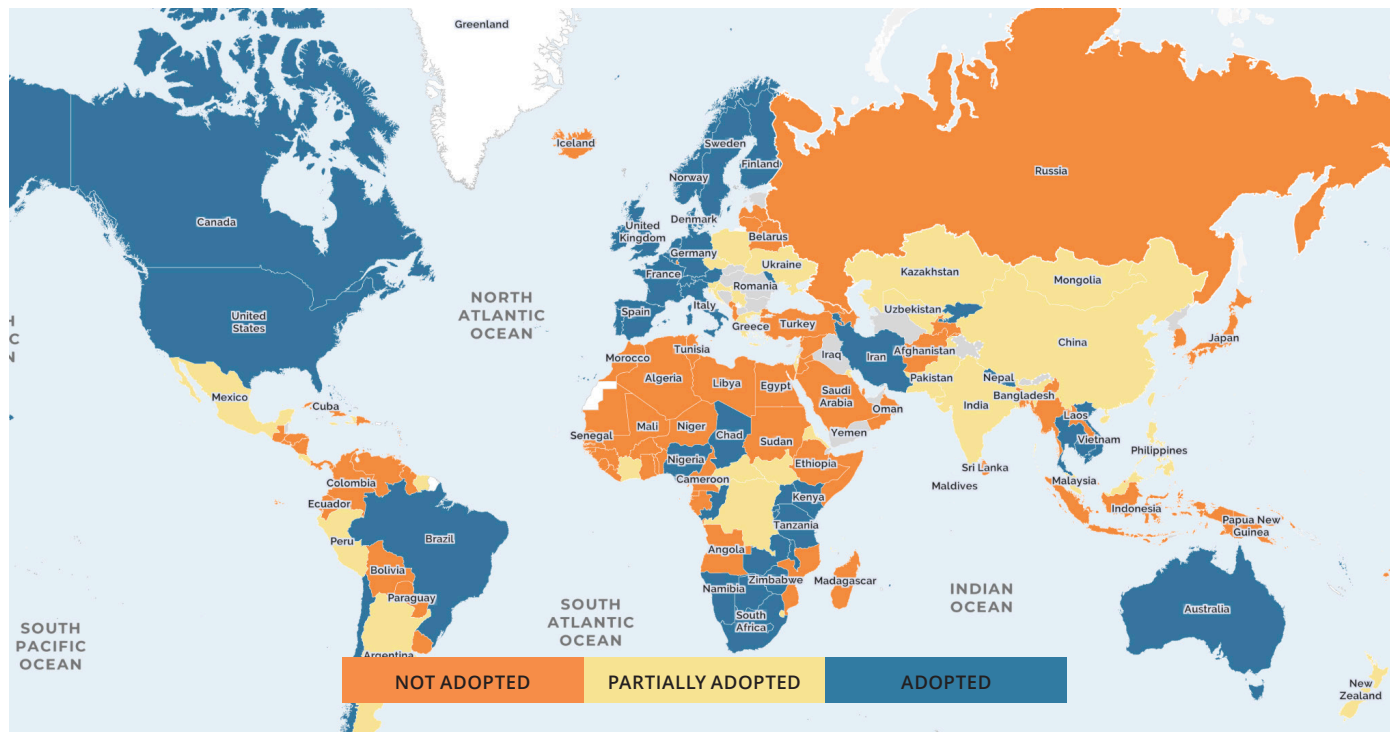 Greenland
Iceland
Sweden
Finland
Norway
Russia
Canada
Denmark
United
Kingdom
Belarus
Germany
Ukraine
Kazakhstan
Mongolia
France
Romania
NORTH
ATLANTIC
OCEAN
Italy
Uzbekistan
United
States
Spain
Greece
Turkey
Japan
China
Tunisia
Iraq
Iran
Afghanistan
Morocco
Algeria
Libya
Egypt
Pakistan
Nepal
Saudi
Arabia
Mexico
Cuba
India
Bangladesh
Oman
Laos
Mali
Niger
Chad
Sudan
Yemen
Senegal
Vietnam
Philippines
Nigeria
Ethiopia
Sri Lanka
Cameroon
Malaysia
Maldives
Colombia
Kenya
Ecuador
Indonesia
Tanzania
Papua New
Guinea
Peru
Brazil
Angola
Bolivia
Zimbabwe
Madagascar
Namibia
INDIAN
OCEAN
Paraguay
SOUTH
ATLANTIC
OCEAN
South
Africa
Australia
SOUTH
PACIFIC
OCEAN
Argentina
NOT ADOPTED
PARTIALLY ADOPTED
ADOPTED
New
Zealand